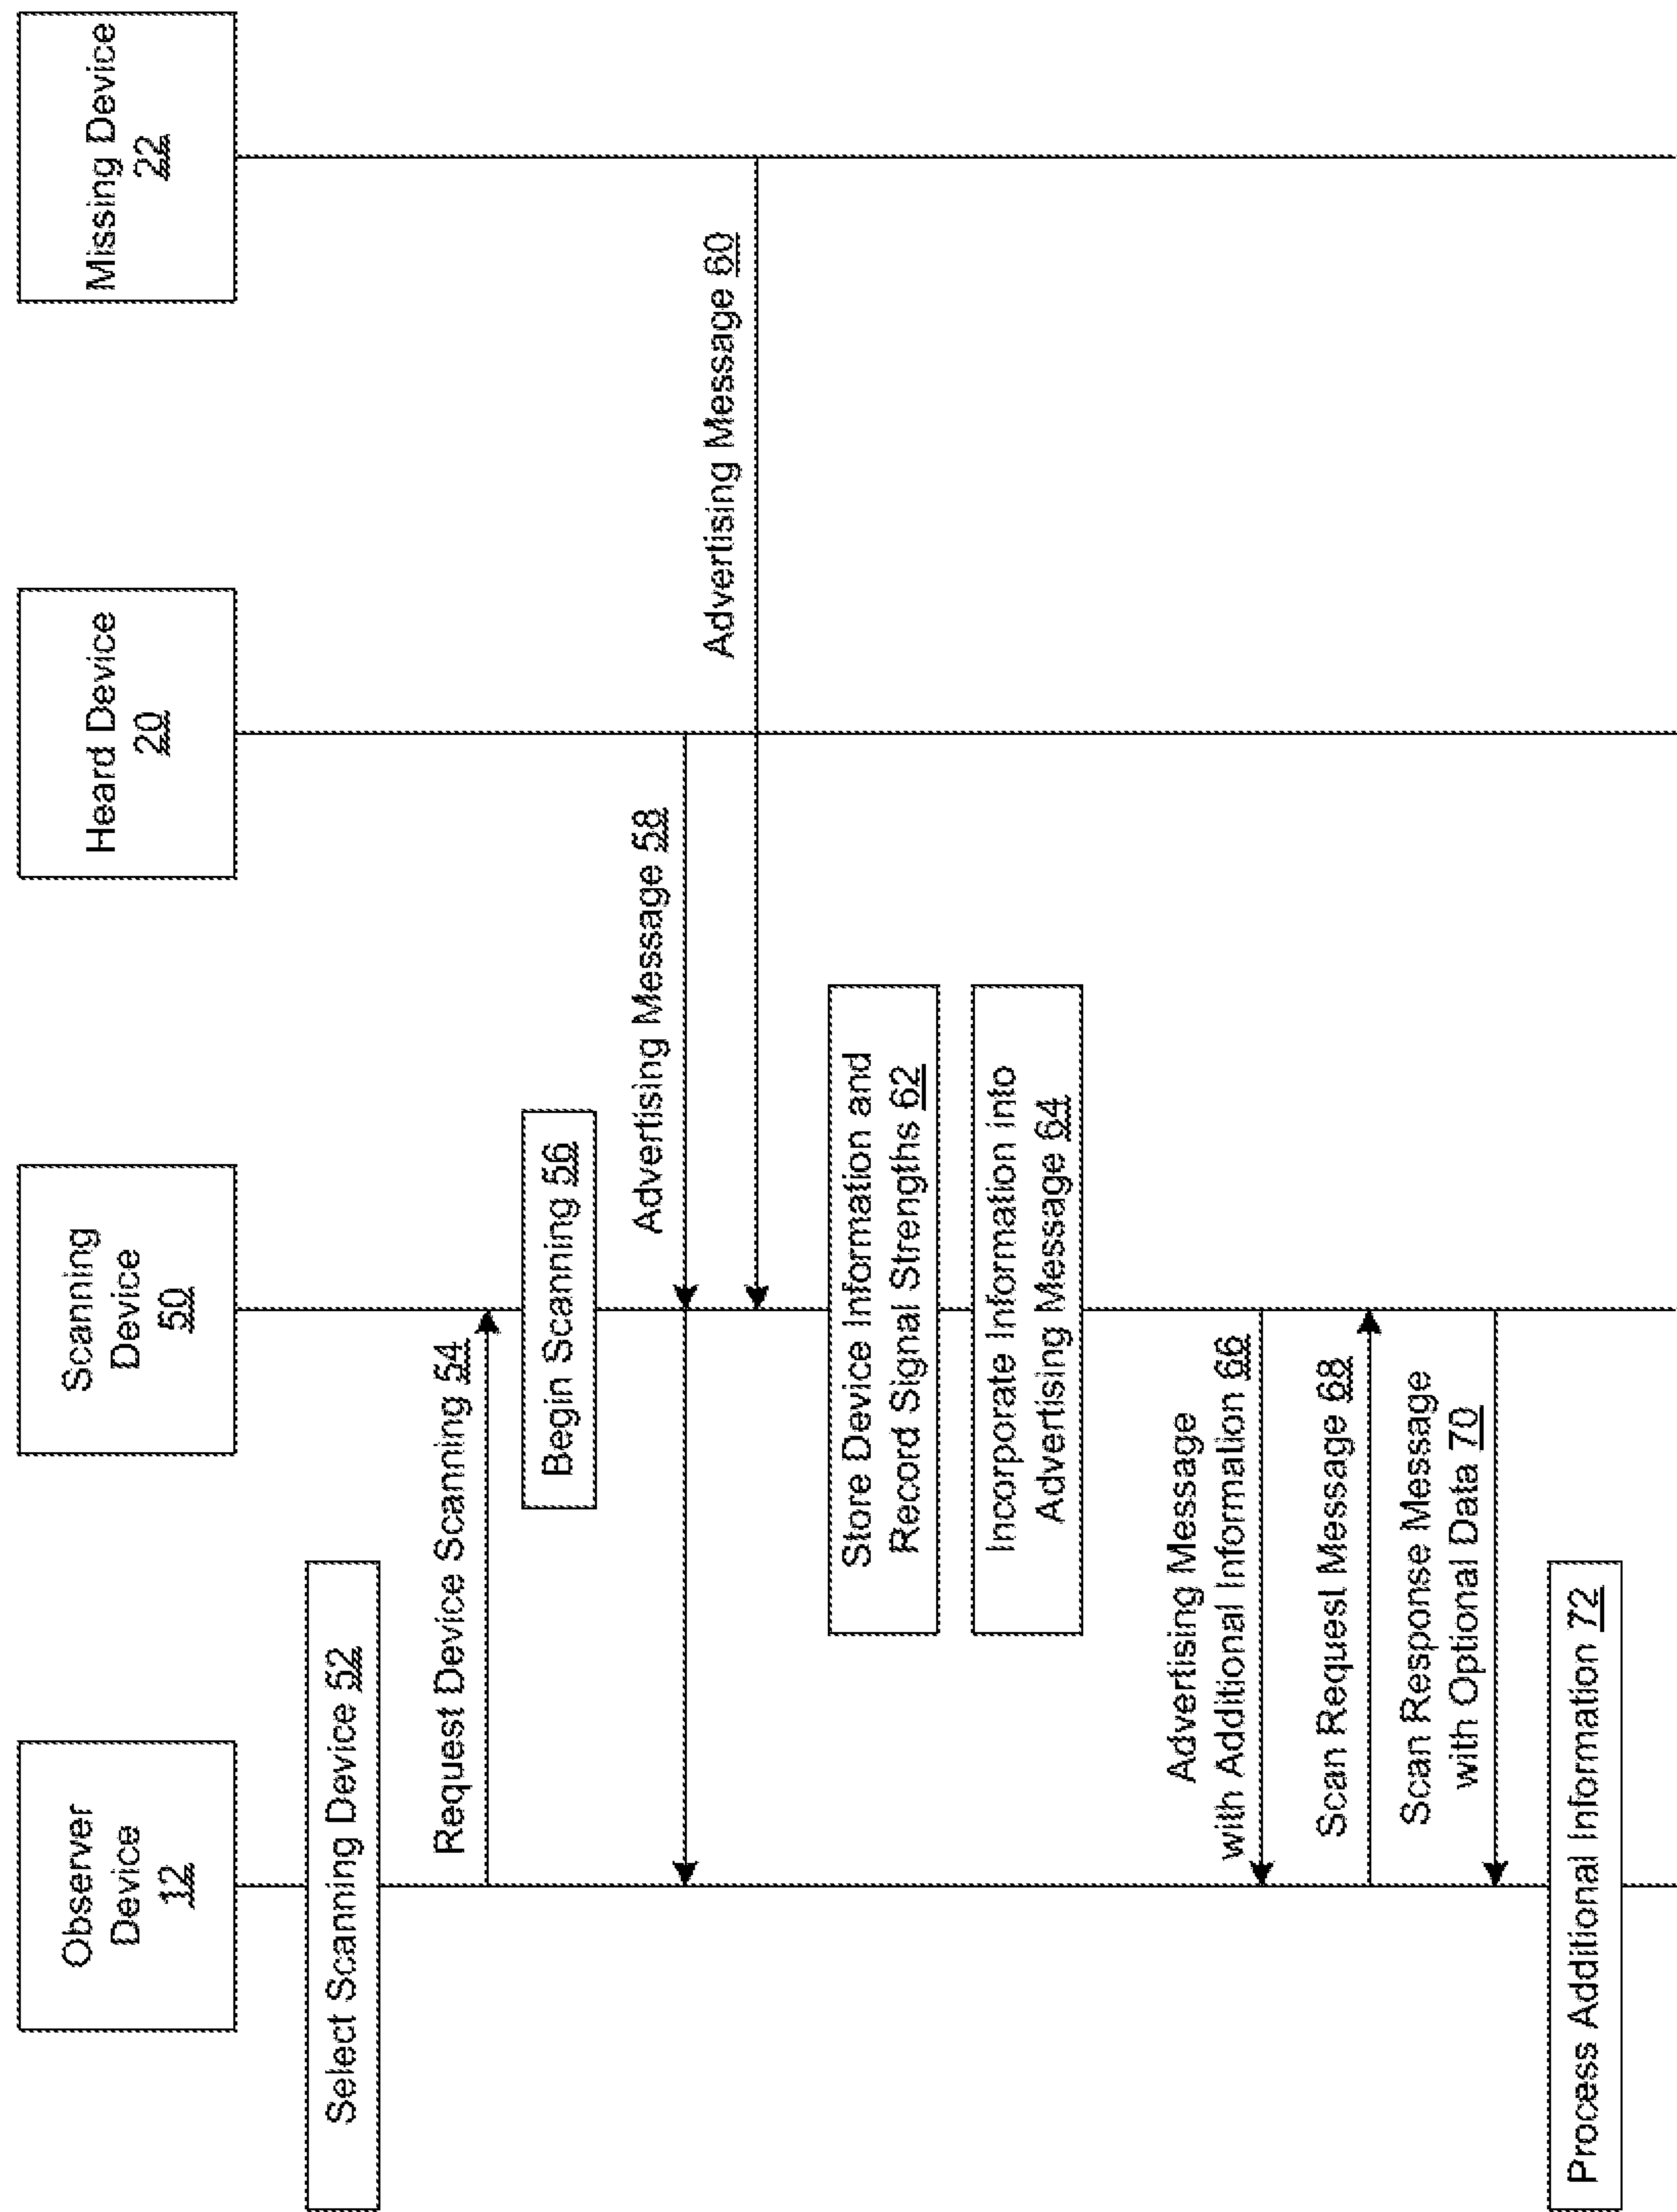 Observer
Device
12
Scanning
Device
50
Heard Device
20
Missing Device
22
Select Scanning Device 52
Request Device Scanning 54
Begin Scanning 56
Advertising Message 58
Advertising Message 60
Store Device Information and
Record Signal Strengths 62
Incorporate Information into
Advertising Message 64
Advertising Message
with Additional Information 66
Scan Request Message 68
Scan Response Message
with Optional Data 70
Process Additional Information 72